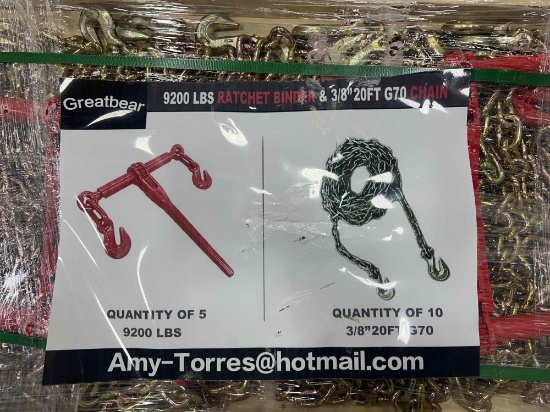 Greatbear
9200 LBS RATCHET BINDER & 3/8"20FT G70 CHAIN
QUANTITY OF 5
9200 LBS
QUANTITY OF 10
3/8"20FT G70
Amy-Torres@hotmail.com